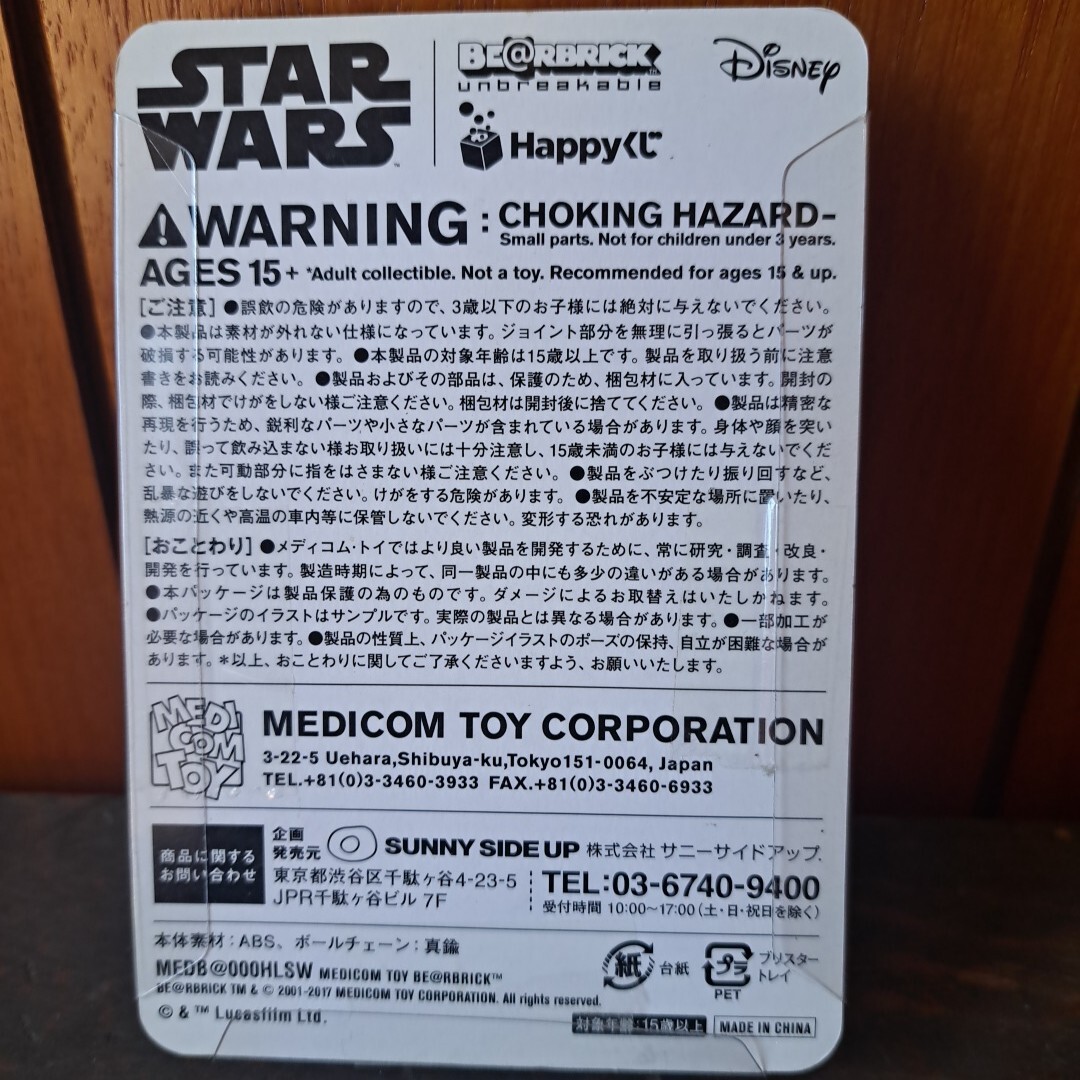 STAR
WARS
BE@RBRICK TM
unbreakable
Happyくじ
Disney
WARNING : CHOKING HAZARD-
Small parts. Not for children under 3 years.
AGES 15+ *Adult collectible. Not a toy. Recommended for ages 15 & up.
[ご注意] ●誤飲の危険がありますので、3歳以下のお子様には絶対に与えないでください。
●本製品は素材が外れない仕様になっています。ジョイント部分を無理に引っ張るとパーツが
破損する可能性があります。 ●本製品の対象年齢は15歳以上です。製品を取り扱う前に注意
書きをお読みください。 ●製品およびその部品は、保護のため、梱包材に入っています。開封の
際、梱包材でけがをしない様ご注意ください。梱包材は開封後に捨ててください。 ●製品は精密な
再現を行うため、鋭利なパーツや小さなパーツが含まれている場合があります。身体や顔を突い
たり、誤って飲み込まない様お取り扱いには十分注意し、15歳未満のお子様には与えないでくだ
さい。また可動部分に指をはさまない様ご注意ください。 ●製品をぶつけたり振り回すなど、
乱暴な遊びをしないでください。けがをする危険があります。 ●製品を不安定な場所に置いたり、
熱源の近くや高温の車内等に保管しないでください。変形する恐れがあります。
[おことわり] ●メディコム・トイではより良い製品を開発するために、常に研究・調査・改良・
開発を行っています。製造時期によって、同一製品の中にも多少の違いがある場合があります。
●本パッケージは製品保護の為のものです。ダメージによるお取替えはいたしかねます。
●パッケージのイラストはサンプルです。実際の製品とは異なる場合があります。●一部加工が
必要な場合があります。●製品の性質上、パッケージイラストのポーズの保持、自立が困難な場合が
あります。＊以上、おことわりに関してご了承くださいますよう、お願いいたします。
MEDI
COM
TOY
MEDICOM TOY CORPORATION
3-22-5 Uehara,Shibuya-ku,Tokyo151-0064, Japan
TEL.+81(0)3-3460-3933 FAX.+81(0)3-3460-6933
商品に関する
お問い合わせ
企画
発売元
SUNNY SIDE UP 株式会社 サニーサイドアップ.
東京都渋谷区千駄ヶ谷4-23-5
JPR千駄ヶ谷ビル 7F
TEL:03-6740-9400
受付時間 10:00~17:00(土・日・祝日を除く)
本体素材：ABS、ボールチェーン：真鍮
MEDB@000HLSW MEDICOM TOY BE@RBRICK™
BE@RBRICK TM & © 2001-2017 MEDICOM TOY CORPORATION. All rights reserved.
© & ™ Lucasfilm Ltd.
紙 台紙
プラ ブリスター
トレイ
PET
対象年齢:15歳以上
MADE IN CHINA